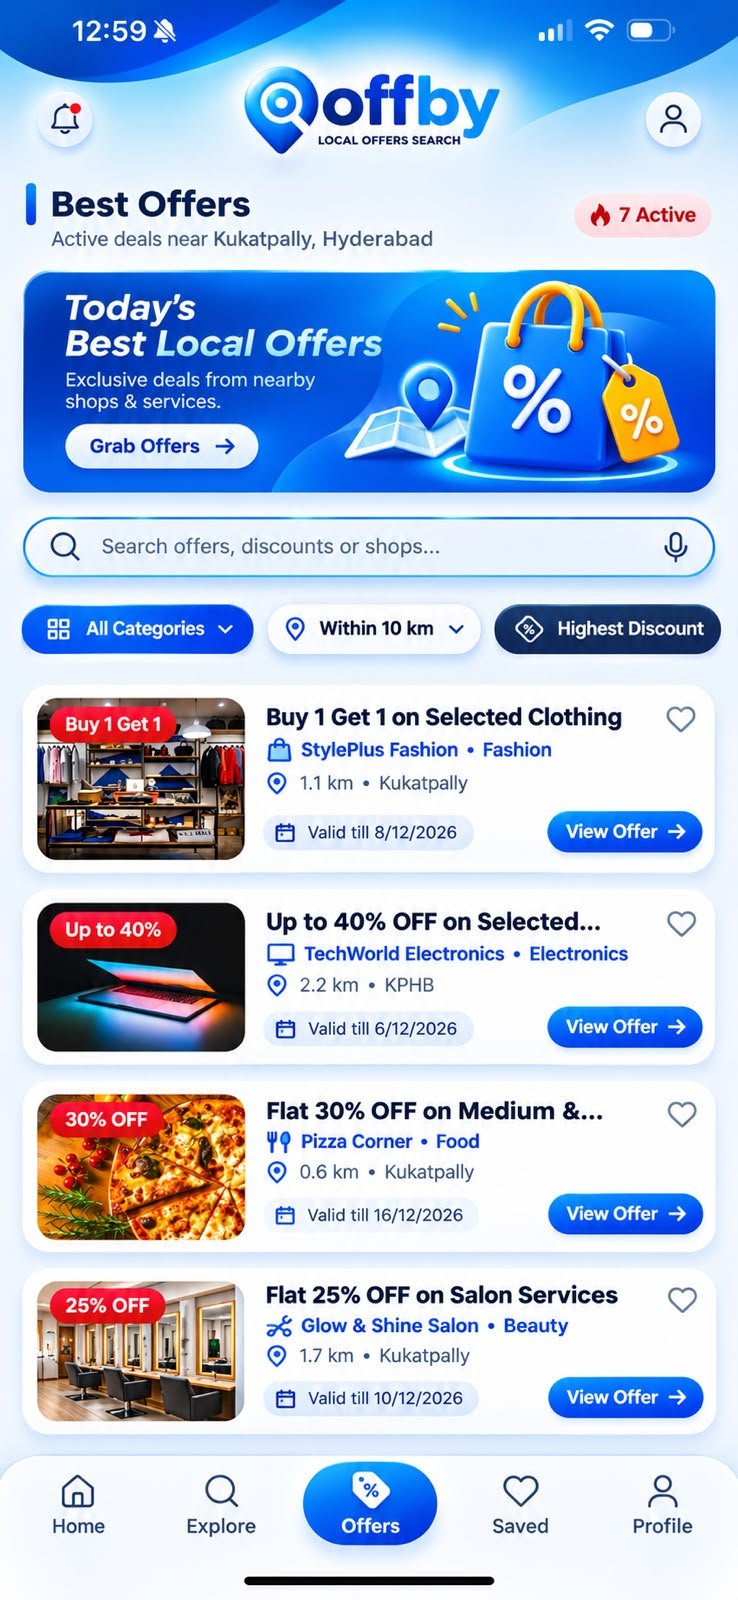 12:59
offby
LOCAL OFFERS SEARCH
Best Offers
Active deals near Kukatpally, Hyderabad
7 Active
Today's
Best Local Offers
Exclusive deals from nearby
shops & services.
Grab Offers →
%
%
Search offers, discounts or shops...
All Categories
Within 10 km
% Highest Discount
Buy 1 Get 1
Buy 1 Get 1 on Selected Clothing
StylePlus Fashion • Fashion
1.1 km • Kukatpally
Valid till 8/12/2026
View Offer →
Up to 40%
Up to 40% OFF on Selected...
TechWorld Electronics • Electronics
2.2 km • KPHB
Valid till 6/12/2026
View Offer →
30% OFF
Flat 30% OFF on Medium &...
Pizza Corner • Food
0.6 km • Kukatpally
Valid till 16/12/2026
View Offer →
25% OFF
Flat 25% OFF on Salon Services
Glow & Shine Salon • Beauty
1.7 km • Kukatpally
Valid till 10/12/2026
View Offer →
Home
Explore
%
Offers
Saved
Profile